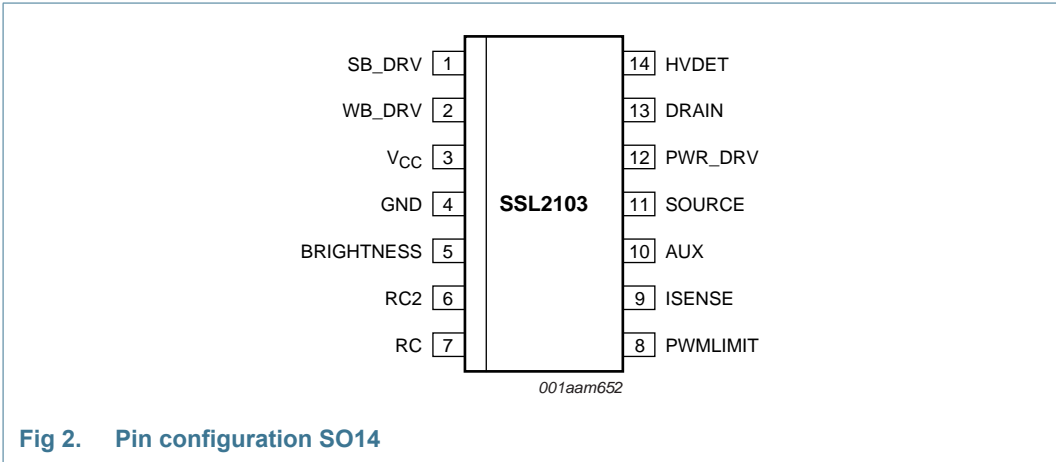 SB_DRV 1 14 HVDET
WB_DRV 2 13 DRAIN
VCC 3 12 PWR_DRV
GND 4 SSL2103 11 SOURCE
BRIGHTNESS 5 10 AUX
RC2 6 9 ISENSE
RC 7 8 PWMLIMIT
001aam652
Fig 2. Pin configuration SO14